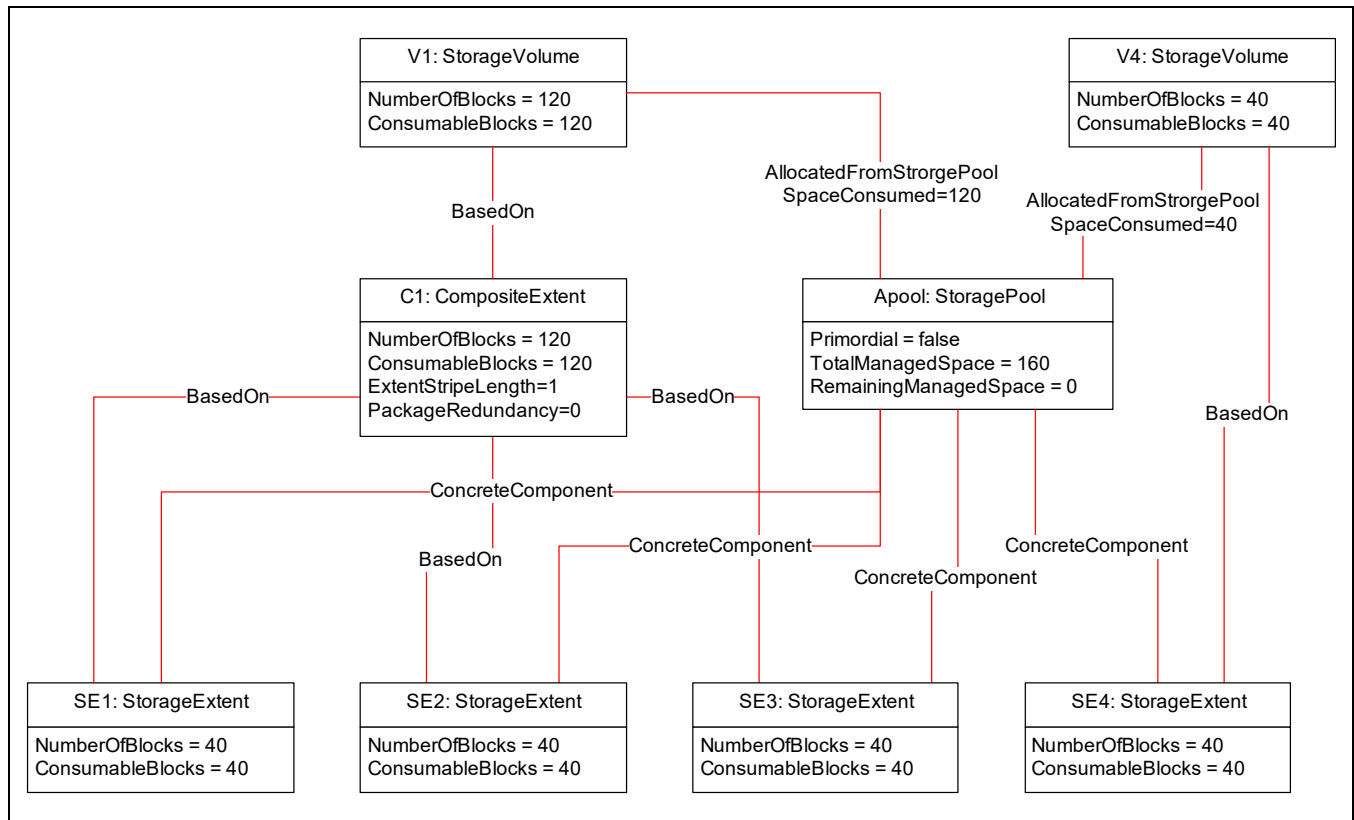 V1: StorageVolume
NumberOfBlocks = 120
ConsumableBlocks = 120
V4: StorageVolume
NumberOfBlocks = 40
ConsumableBlocks = 40
AllocatedFromStrorgePool
SpaceConsumed=120
AllocatedFromStrorgePool
SpaceConsumed=40
BasedOn
C1: CompositeExtent
NumberOfBlocks = 120
ConsumableBlocks = 120
ExtentStripeLength=1
PackageRedundancy=0
Apool: StoragePool
Primordial = false
TotalManagedSpace = 160
RemainingManagedSpace = 0
BasedOn
BasedOn
BasedOn
ConcreteComponent
BasedOn
ConcreteComponent
ConcreteComponent
ConcreteComponent
SE1: StorageExtent
NumberOfBlocks = 40
ConsumableBlocks = 40
SE2: StorageExtent
NumberOfBlocks = 40
ConsumableBlocks = 40
SE3: StorageExtent
NumberOfBlocks = 40
ConsumableBlocks = 40
SE4: StorageExtent
NumberOfBlocks = 40
ConsumableBlocks = 40